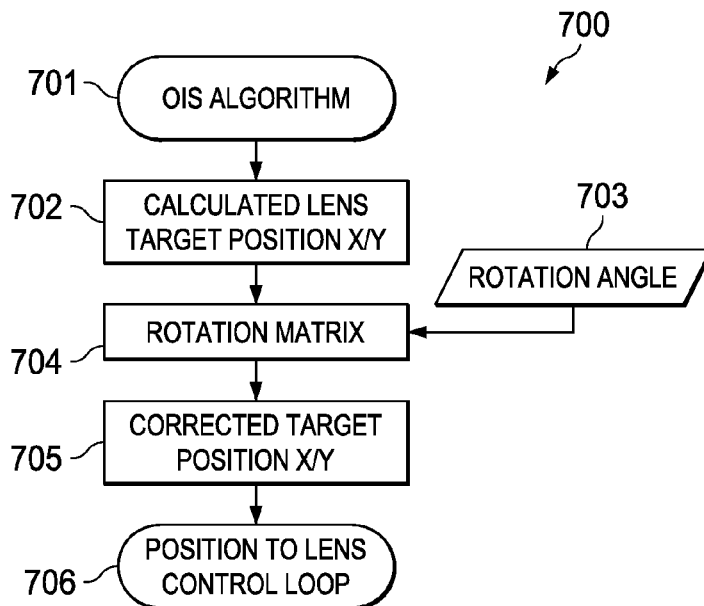 700
701
OIS ALGORITHM
702
CALCULATED LENS
TARGET POSITION X/Y
703
ROTATION ANGLE
704
ROTATION MATRIX
705
CORRECTED TARGET
POSITION X/Y
706
POSITION TO LENS
CONTROL LOOP